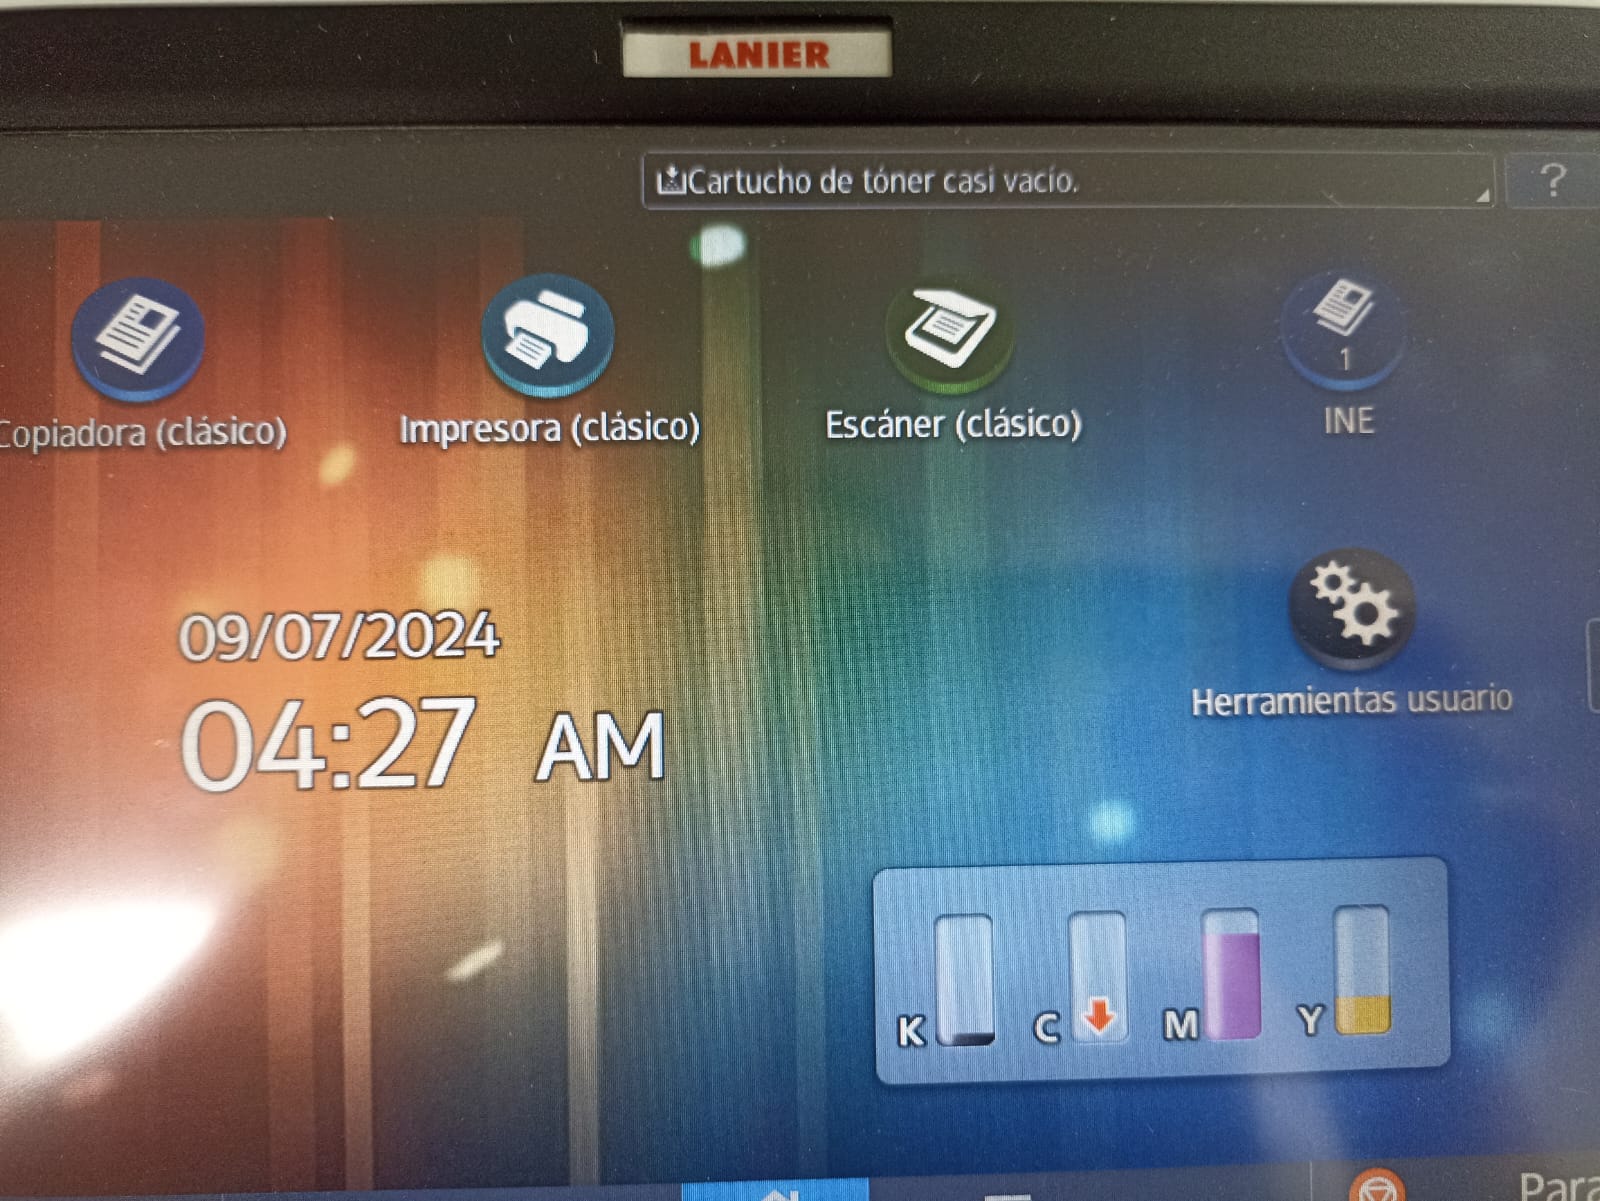 LANIER
Cartucho de tóner casi vacío.
?
Copiadora (clásico)
Impresora (clásico)
Escáner (clásico)
1
INE
09/07/2024
04:27 AM
Herramientas usuario
K C M Y
Para